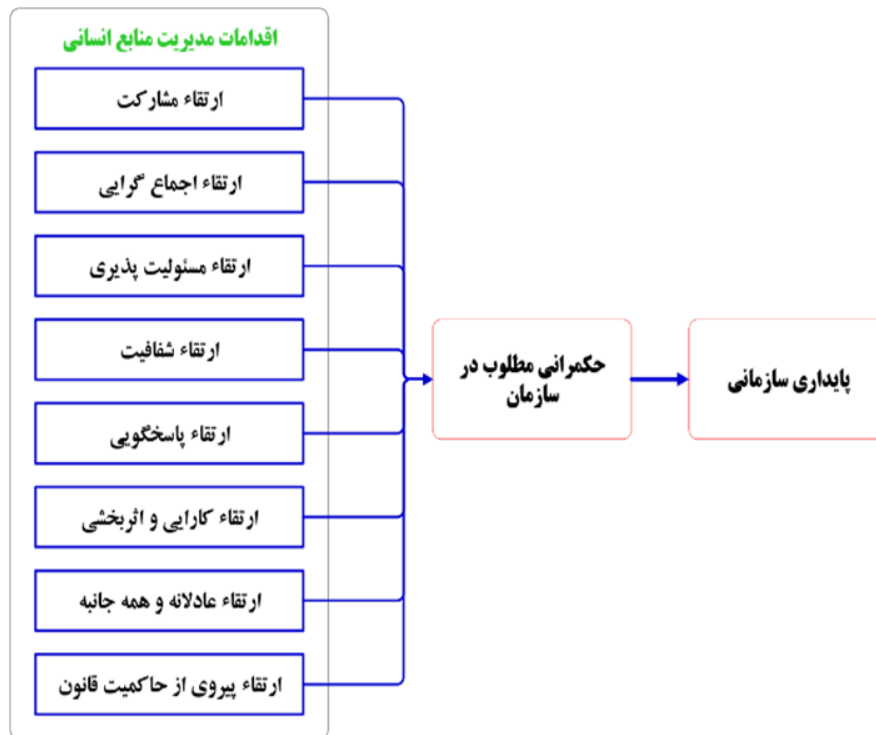 اقدامات مدیریت منابع انسانی
ارتقاء مشارکت
ارتقاء اجماع گرایی
ارتقاء مسئولیت پذیری
ارتقاء شفافیت
ارتقاء پاسخگویی
ارتقاء کارایی و اثربخشی
ارتقاء عادلانه و همه جانبه
ارتقاء پیروی از حاکمیت قانون
حکمرانی مطلوب در
سازمان
پایداری سازمانی